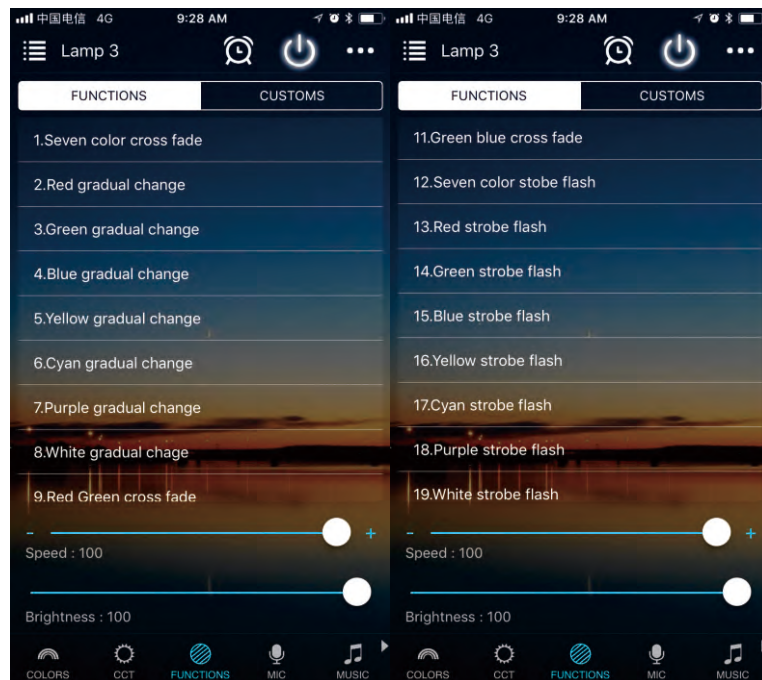 中国电信 4G 9:28 AM
Lamp 3
FUNCTIONS CUSTOMS
1.Seven color cross fade
2.Red gradual change
3.Green gradual change
4.Blue gradual change
5.Yellow gradual change
6.Cyan gradual change
7.Purple gradual change
8.White gradual chage
9.Red Green cross fade
- +
Speed : 100
Brightness : 100
COLORS CCT FUNCTIONS MIC MUSIC
中国电信 4G 9:28 AM
Lamp 3
FUNCTIONS CUSTOMS
11.Green blue cross fade
12.Seven color stobe flash
13.Red strobe flash
14.Green strobe flash
15.Blue strobe flash
16.Yellow strobe flash
17.Cyan strobe flash
18.Purple strobe flash
19.White strobe flash
- +
Speed : 100
Brightness : 100
COLORS CCT FUNCTIONS MIC MUSIC